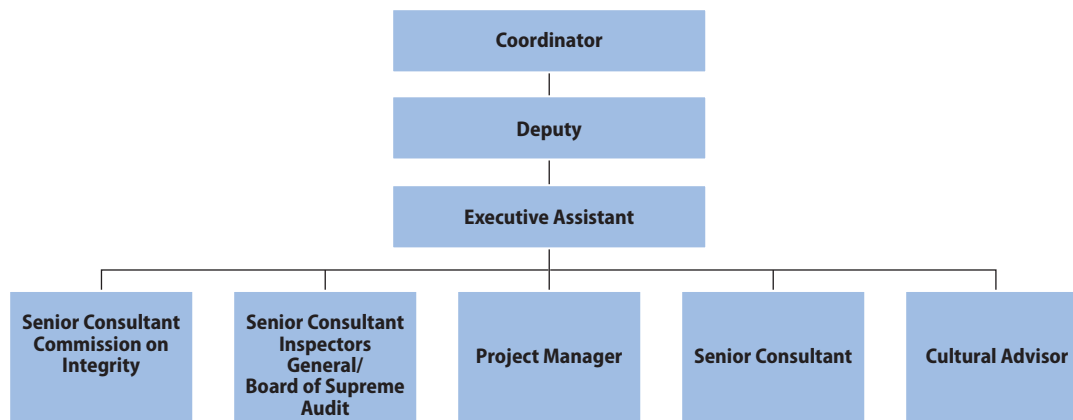 Coordinator
Deputy
Executive Assistant
Senior Consultant
Commission on
Integrity
Senior Consultant
Inspectors
General/
Board of Supreme
Audit
Project Manager
Senior Consultant
Cultural Advisor